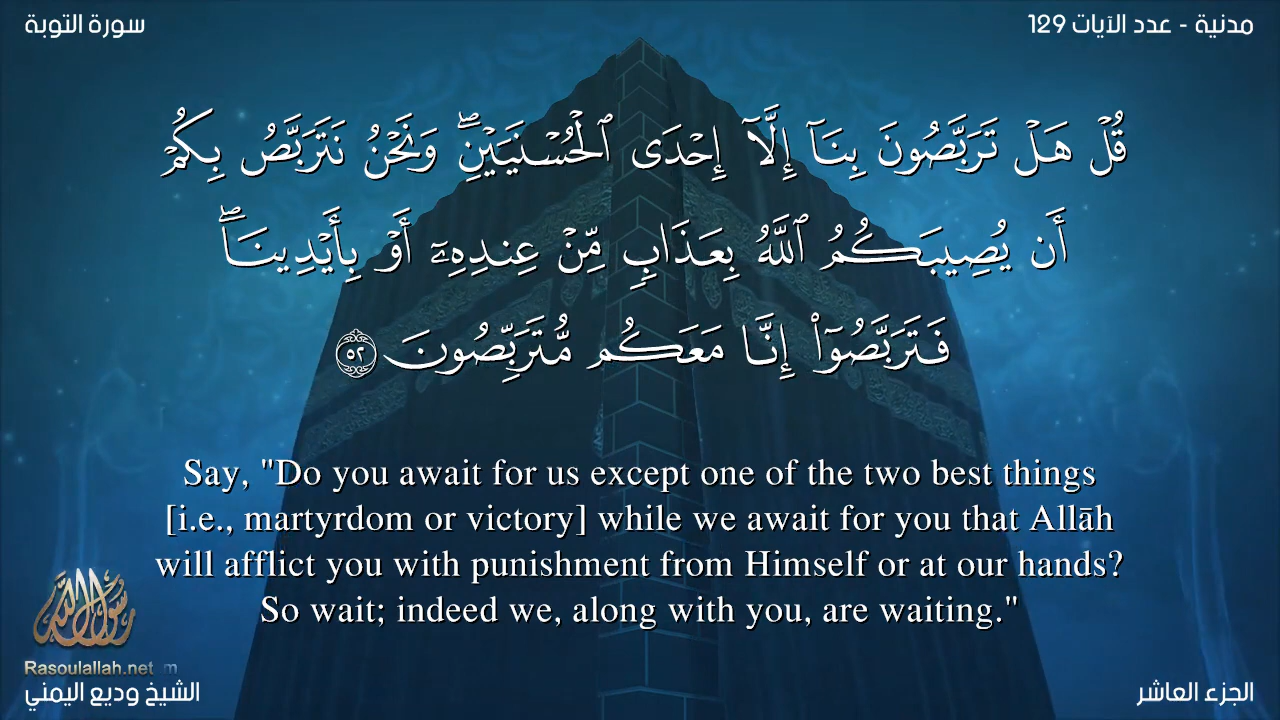 سورة التوبة
مدنية - عدد الآيات 129
قُلْ هَلْ تَرَبَّصُونَ بِنَآ إِلَّآ إِحْدَى ٱلْحُسْنَيَيْنِ ۖ وَنَحْنُ نَتَرَبَّصُ بِكُمْ
أَن يُصِيبَكُمُ ٱللَّهُ بِعَذَابٍ مِّنْ عِندِهِۦٓ أَوْ بِأَيْدِينَا ۖ
فَتَرَبَّصُوٓا۟ إِنَّا مَعَكُم مُّتَرَبِّصُونَ ٥٢
Say, "Do you await for us except one of the two best things
[i.e., martyrdom or victory] while we await for you that Allāh
will afflict you with punishment from Himself or at our hands?
So wait; indeed we, along with you, are waiting."
رسول الله
Rasoulallah.net
الشيخ وديع اليمني
الجزء العاشر